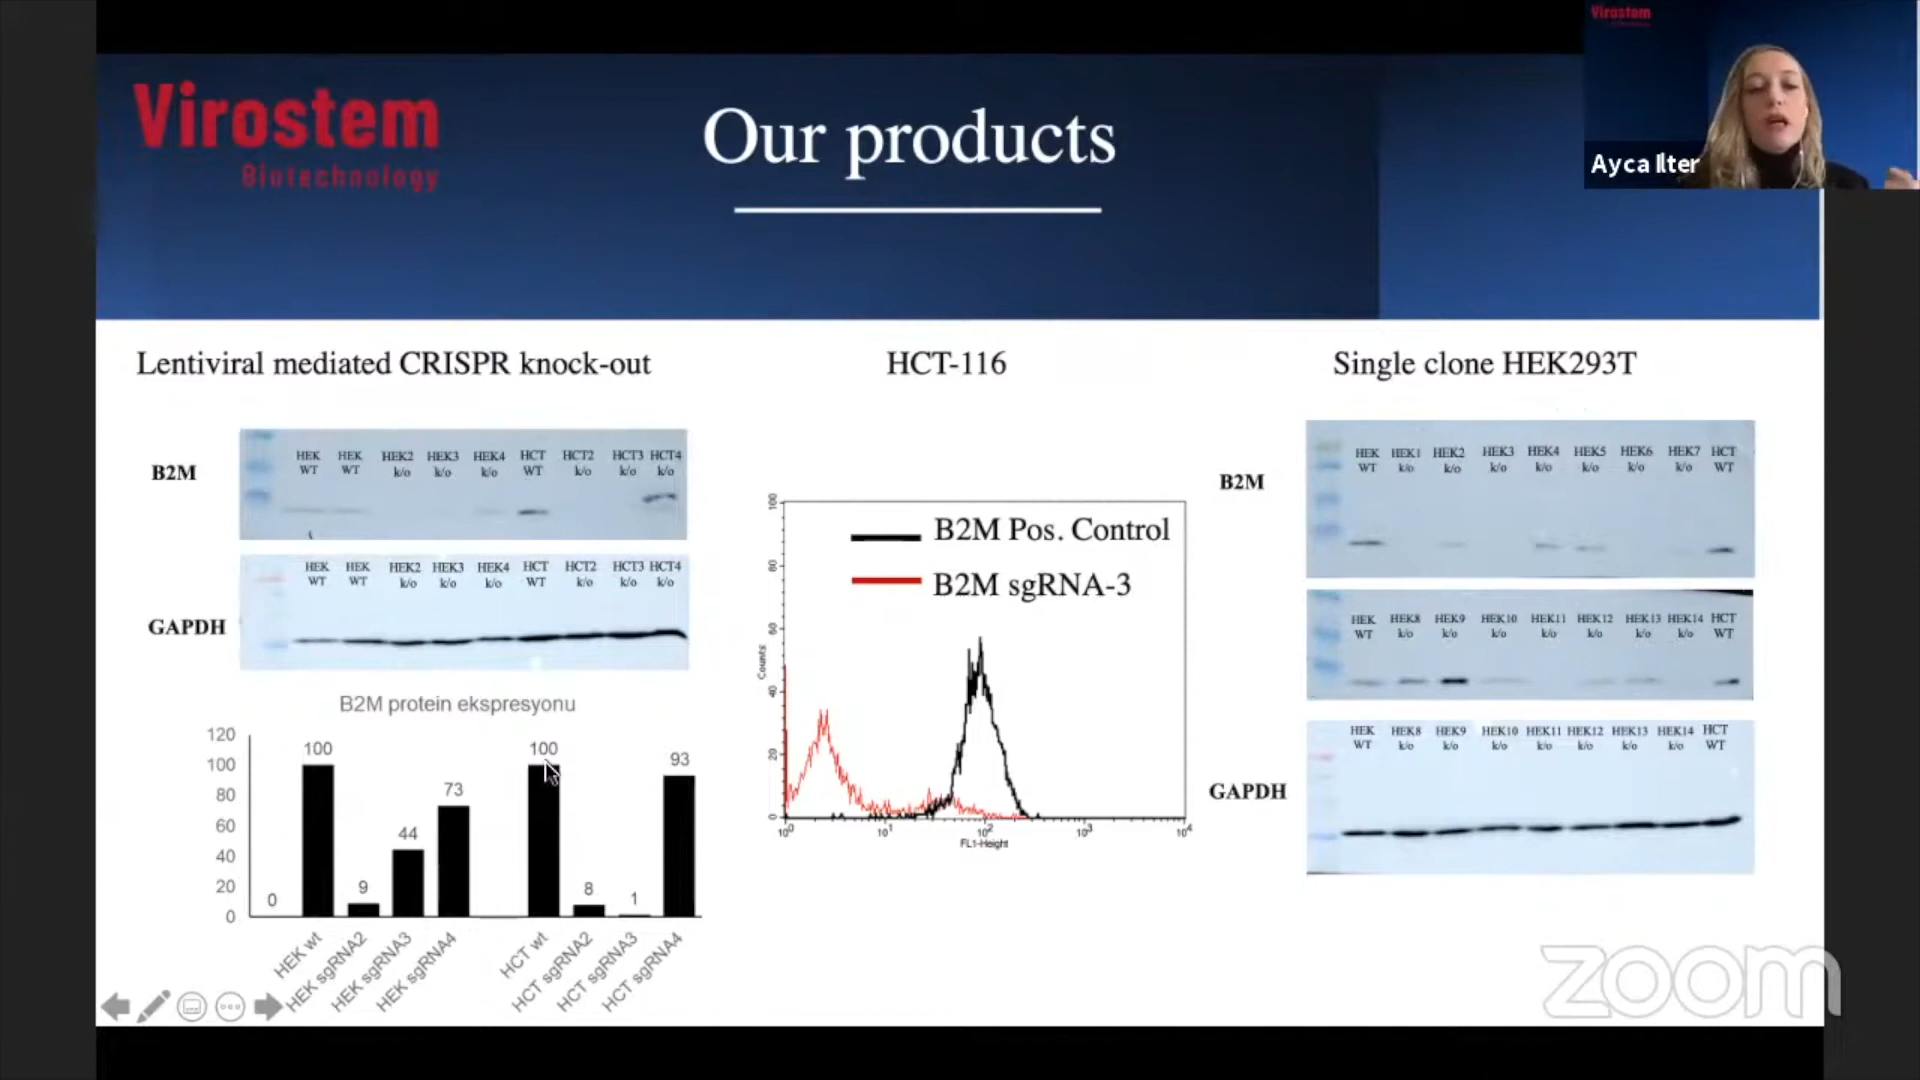 Virostem
Biotechnology
Our products
Virostem
Ayca Ilter
Lentiviral mediated CRISPR knock-out
B2M
HEK HEK HEK2 HEK3 HEK4 HCT HCT2 HCT3 HCT4
WT WT k/o k/o k/o WT k/o k/o k/o
GAPDH
HEK HEK HEK2 HEK3 HEK4 HCT HCT2 HCT3 HCT4
WT WT k/o k/o k/o WT k/o k/o k/o
B2M protein ekspresyonu
120
100
80
60
40
20
0
0 100 9 44 73 100 8 1 93
HEK wt
HEK sgRNA2
HEK sgRNA3
HEK sgRNA4
HCT wt
HCT sgRNA2
HCT sgRNA3
HCT sgRNA4
HCT-116
B2M Pos. Control
B2M sgRNA-3
Counts
100
80
60
40
20
0
10⁰ 10¹ 10² 10³ 10⁴
FL1-Height
Single clone HEK293T
B2M
HEK HEK1 HEK2 HEK3 HEK4 HEK5 HEK6 HEK7 HCT
WT k/o k/o k/o k/o k/o k/o k/o WT
HEK HEK8 HEK9 HEK10 HEK11 HEK12 HEK13 HEK14 HCT
WT k/o k/o k/o k/o k/o k/o k/o WT
GAPDH
HEK HEK8 HEK9 HEK10 HEK11 HEK12 HEK13 HEK14 HCT
WT k/o k/o k/o k/o k/o k/o k/o WT
zoom